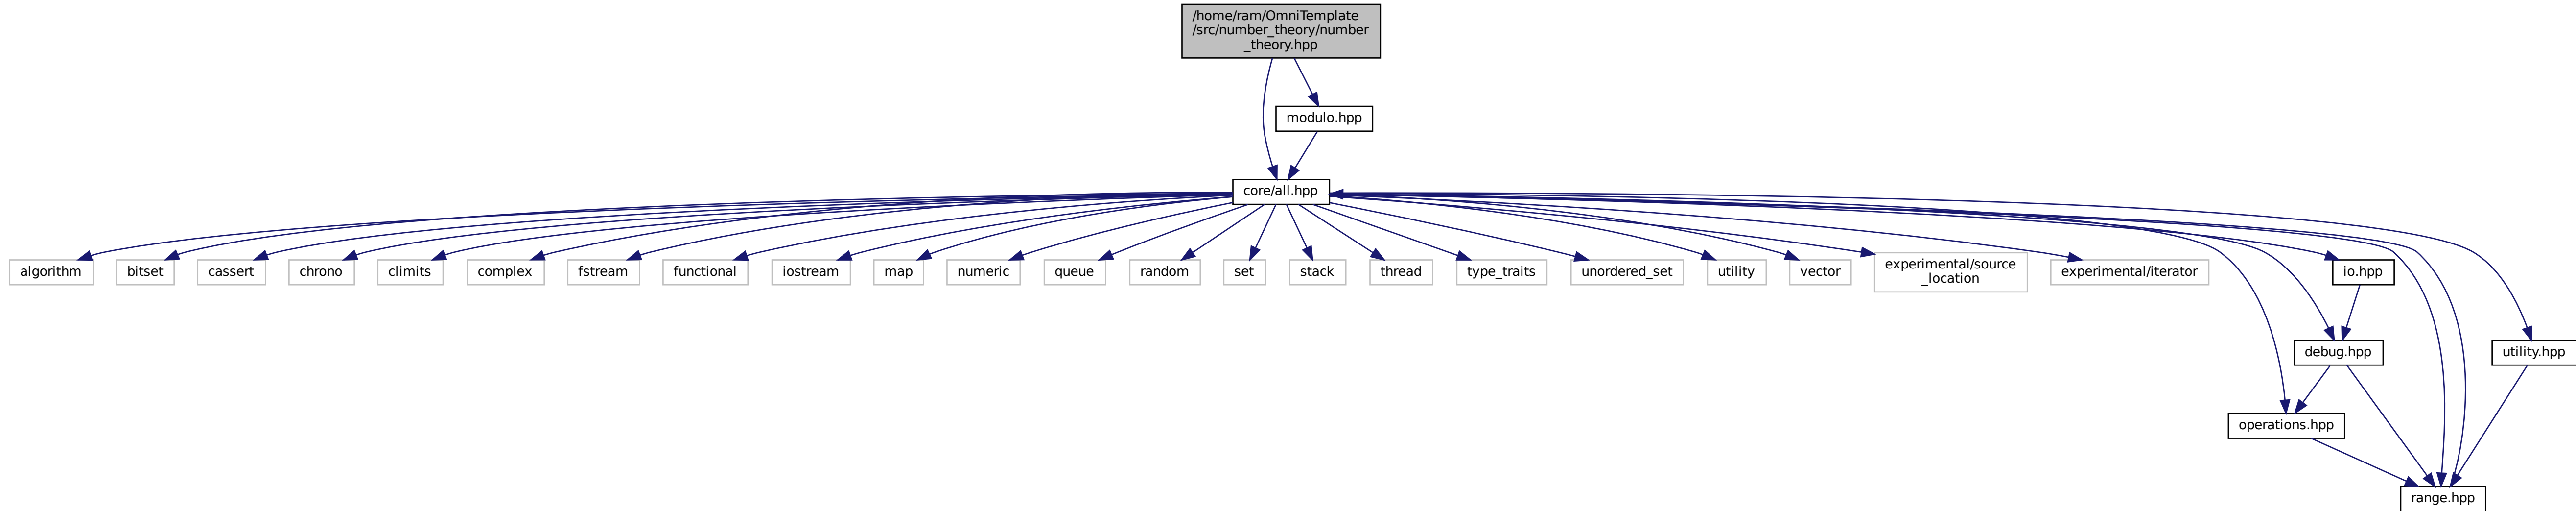 /home/ram/OmniTemplate
/src/number_theory/number
_theory.hpp
modulo.hpp
core/all.hpp
algorithm
bitset
cassert
chrono
climits
complex
fstream
functional
iostream
map
numeric
queue
random
set
stack
thread
type_traits
unordered_set
utility
vector
experimental/source
_location
experimental/iterator
io.hpp
debug.hpp
utility.hpp
operations.hpp
range.hpp